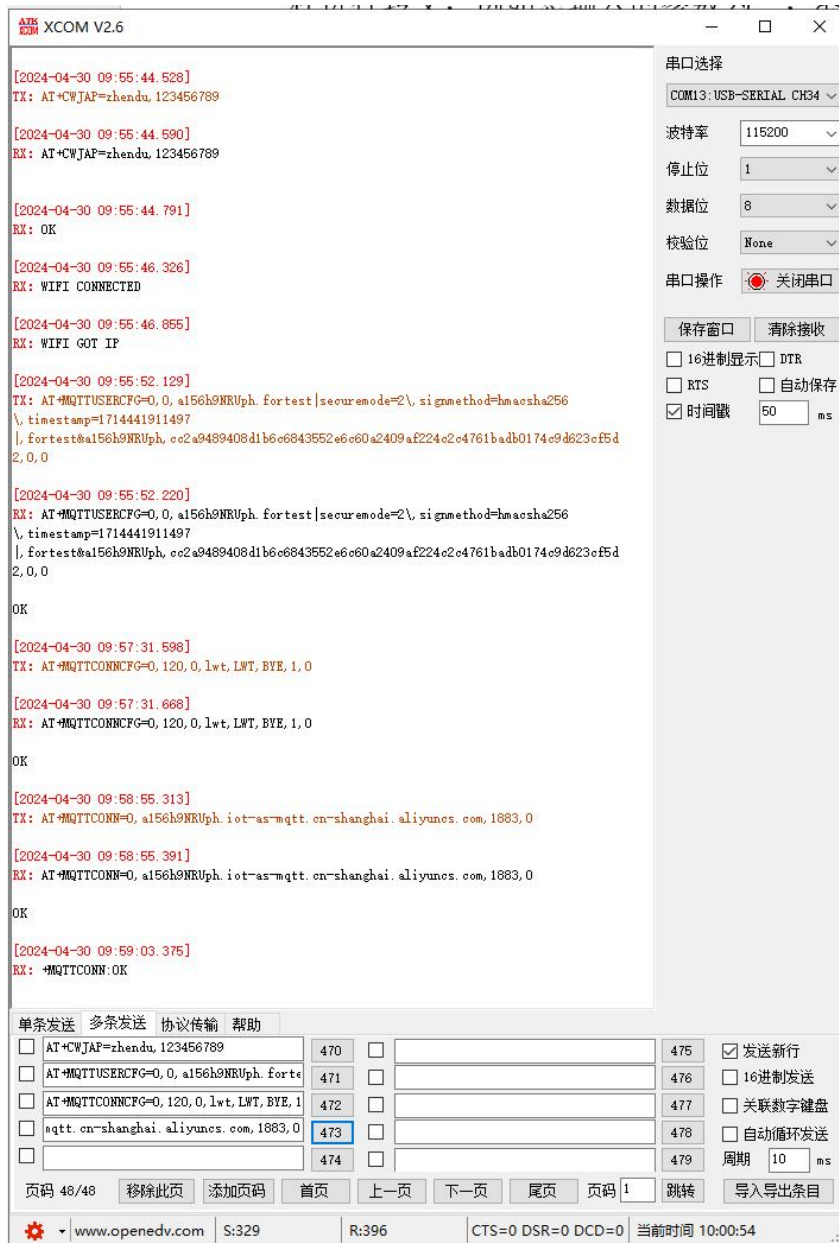 XCOM V2.6
[2024-04-30 09:55:44.528]
TX: AT+CWJAP=zhendu,123456789
[2024-04-30 09:55:44.590]
RX: AT+CWJAP=zhendu,123456789
[2024-04-30 09:55:44.791]
RX: OK
[2024-04-30 09:55:46.326]
RX: WIFI CONNECTED
[2024-04-30 09:55:46.855]
RX: WIFI GOT IP
[2024-04-30 09:55:52.129]
TX: AT+MQTTUSERCFG=0,0,a156h9NRUph.fortest|securemode=2\,signmethod=hmacsha256
\,timestamp=1714441911497
|,fortest&a156h9NRUph,cc2a9489408d1b6c6843552e6c60a2409af224c2c4761badb0174c9d623cf5d
2,0,0
[2024-04-30 09:55:52.220]
RX: AT+MQTTUSERCFG=0,0,a156h9NRUph.fortest|securemode=2\,signmethod=hmacsha256
\,timestamp=1714441911497
|,fortest&a156h9NRUph,cc2a9489408d1b6c6843552e6c60a2409af224c2c4761badb0174c9d623cf5d
2,0,0
OK
[2024-04-30 09:57:31.598]
TX: AT+MQTTCONNCFG=0,120,0,lwt,LWT,BYE,1,0
[2024-04-30 09:57:31.668]
RX: AT+MQTTCONNCFG=0,120,0,lwt,LWT,BYE,1,0
OK
[2024-04-30 09:58:55.313]
TX: AT+MQTTCONN=0,a156h9NRUph.iot-as-mqtt.cn-shanghai.aliyuncs.com,1883,0
[2024-04-30 09:58:55.391]
RX: AT+MQTTCONN=0,a156h9NRUph.iot-as-mqtt.cn-shanghai.aliyuncs.com,1883,0
OK
[2024-04-30 09:59:03.375]
RX: +MQTTCONN:OK
串口选择
COM13:USB-SERIAL CH34
波特率 115200
停止位 1
数据位 8
校验位 None
串口操作 关闭串口
保存窗口 清除接收
16进制显示 DTR
RTS 自动保存
时间戳 50 ms
单条发送 多条发送 协议传输 帮助
AT+CWJAP=zhendu,123456789 470 475 发送新行
AT+MQTTUSERCFG=0,0,a156h9NRUph.forte 471 476 16进制发送
AT+MQTTCONNCFG=0,120,0,lwt,LWT,BYE,1 472 477 关联数字键盘
mqtt.cn-shanghai.aliyuncs.com,1883,0 473 478 自动循环发送
474 479 周期 10 ms
页码 48/48 移除此页 添加页码 首页 上一页 下一页 尾页 页码 1 跳转 导入导出条目
www.openedv.com S:329 R:396 CTS=0 DSR=0 DCD=0 当前时间 10:00:54